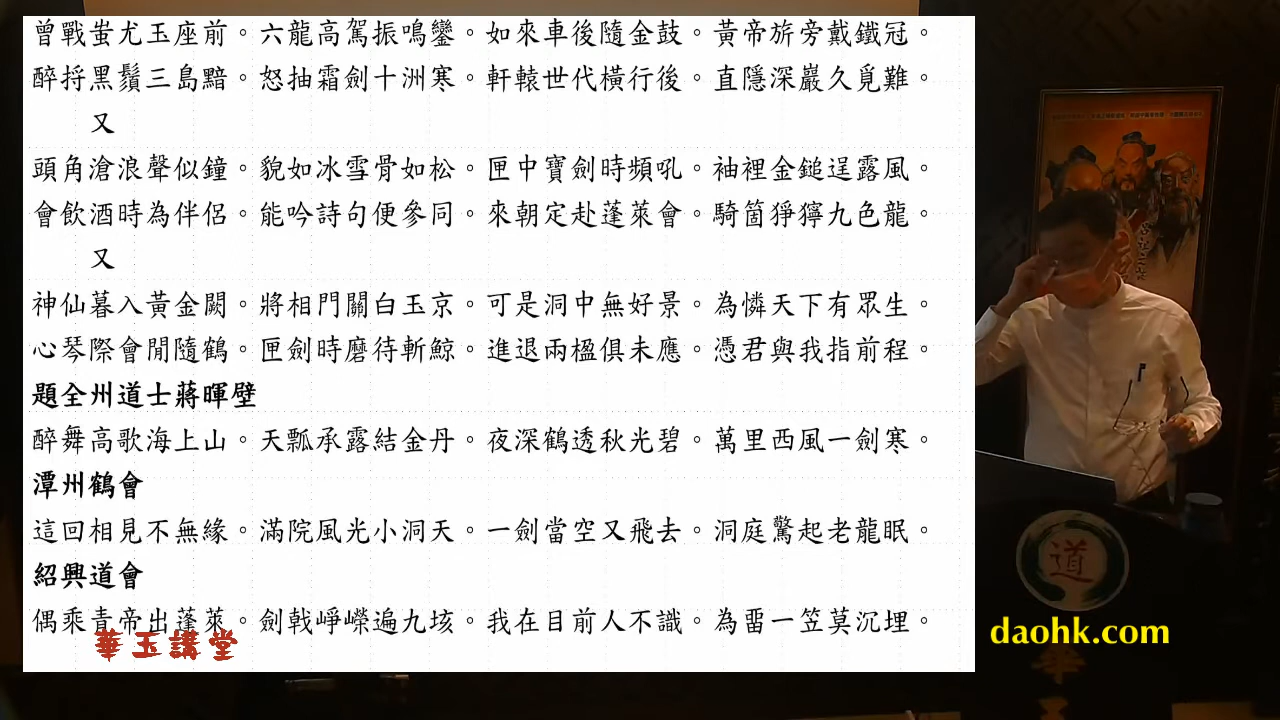 曾戰蚩尤玉座前。六龍高駕振鳴鑾。如來車後隨金鼓。黃帝旂旁戴鐵冠。
醉捋黑鬚三島黯。怒抽霜劍十洲寒。軒轅世代橫行後。直隱深巖久覓難。
又
頭角滄浪聲似鐘。貌如冰雪骨如松。匣中寶劍時頻吼。袖裡金鎚逞露風。
會飲酒時為伴侶。能吟詩句便參同。來朝定赴蓬萊會。騎箇猙獰九色龍。
又
神仙暮入黃金闕。將相門關白玉京。可是洞中無好景。為憐天下有眾生。
心琴際會閒隨鶴。匣劍時磨待斬鯨。進退兩楹俱未應。憑君與我指前程。
題全州道士蔣暉壁
醉舞高歌海上山。天瓢承露結金丹。夜深鶴透秋光碧。萬里西風一劍寒。
潭州鶴會
這回相見不無緣。滿院風光小洞天。一劍當空又飛去。洞庭驚起老龍眠。
紹興道會
偶乘青帝出蓬萊。劍戟崢嶸遍九垓。我在目前人不識。為畱一笠莫沉埋。
華玉講堂
道
daohk.com
華